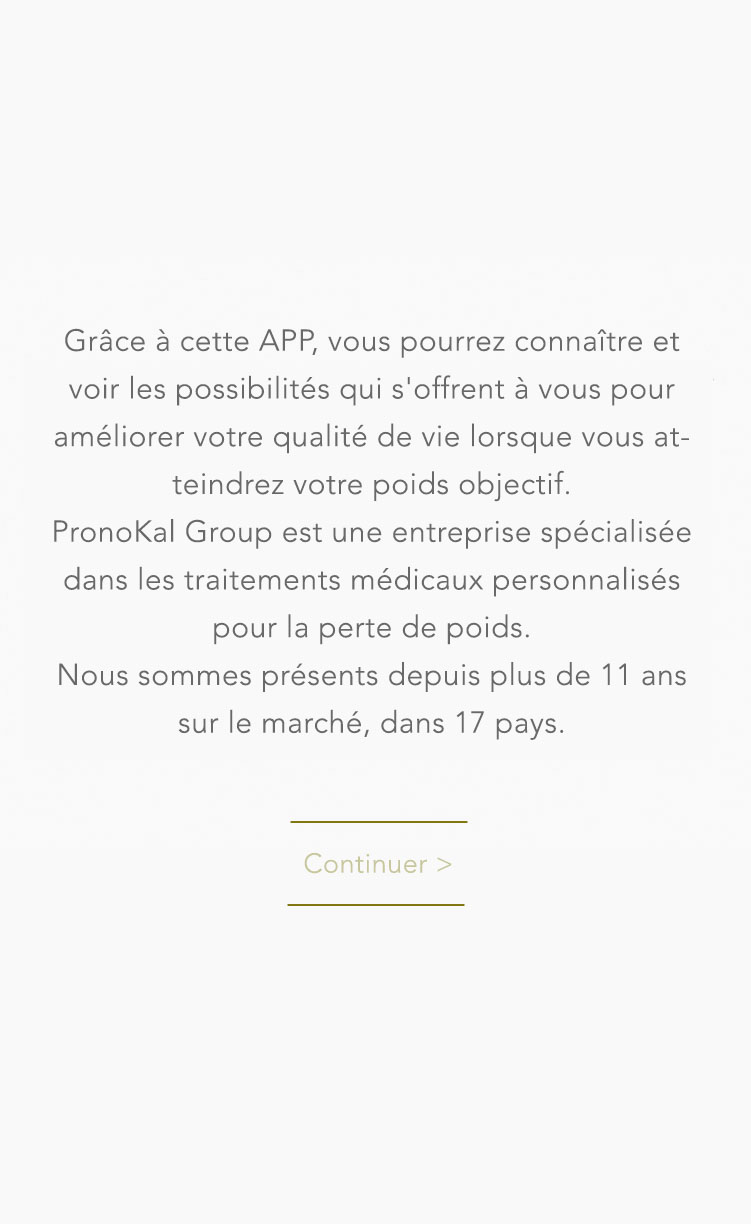 Grâce à cette APP, vous pourrez connaître et
voir les possibilités qui s'offrent à vous pour
améliorer votre qualité de vie lorsque vous at-
teindrez votre poids objectif.
PronoKal Group est une entreprise spécialisée
dans les traitements médicaux personnalisés
pour la perte de poids.
Nous sommes présents depuis plus de 11 ans
sur le marché, dans 17 pays.
Continuer >